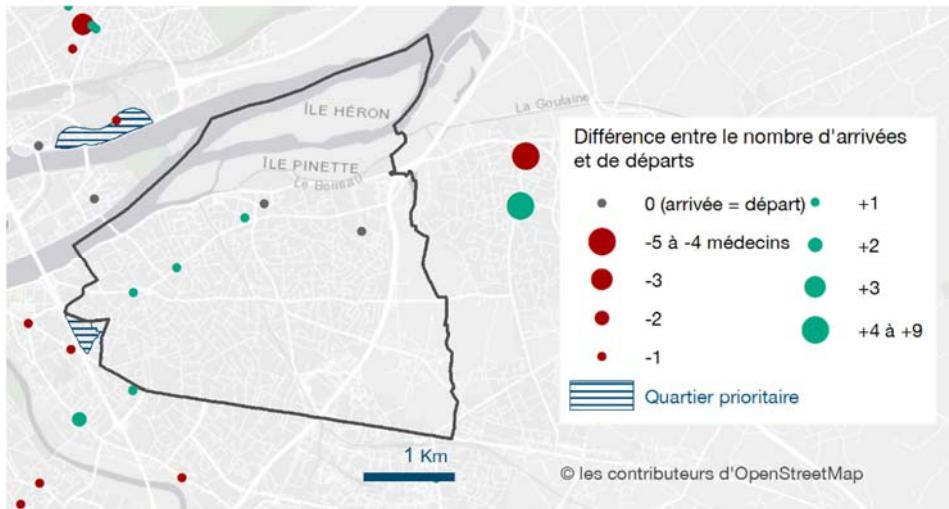 ÎLE HÉRON
La Goulaine
ÎLE PINETTE
Le Boireau
Différence entre le nombre d'arrivées
et de départs
0 (arrivée = départ)
-5 à -4 médecins
-3
-2
-1
+1
+2
+3
+4 à +9
Quartier prioritaire
1 Km
© les contributeurs d'OpenStreetMap